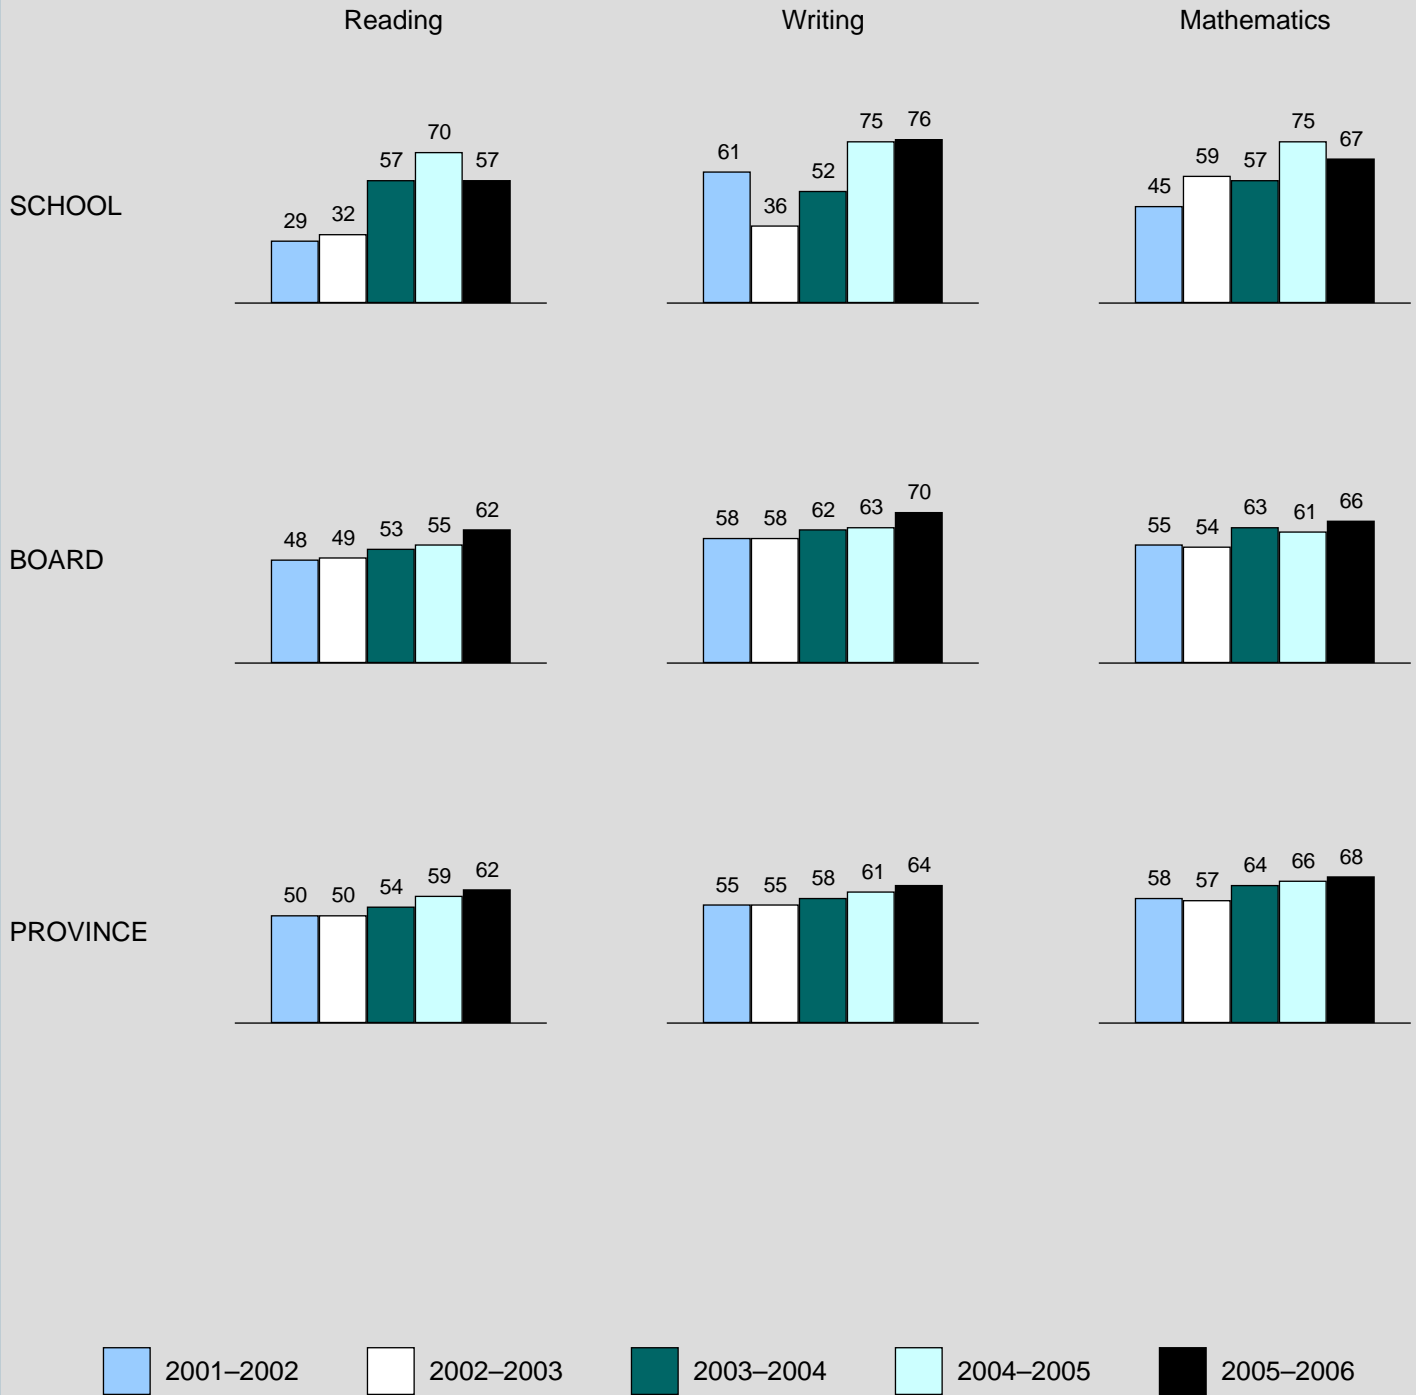 Reading Writing Mathematics
SCHOOL
29 32 57 70 57
61 36 52 75 76
45 59 57 75 67
BOARD
48 49 53 55 62
58 58 62 63 70
55 54 63 61 66
PROVINCE
50 50 54 59 62
55 55 58 61 64
58 57 64 66 68
2001–2002 2002–2003 2003–2004 2004–2005 2005–2006